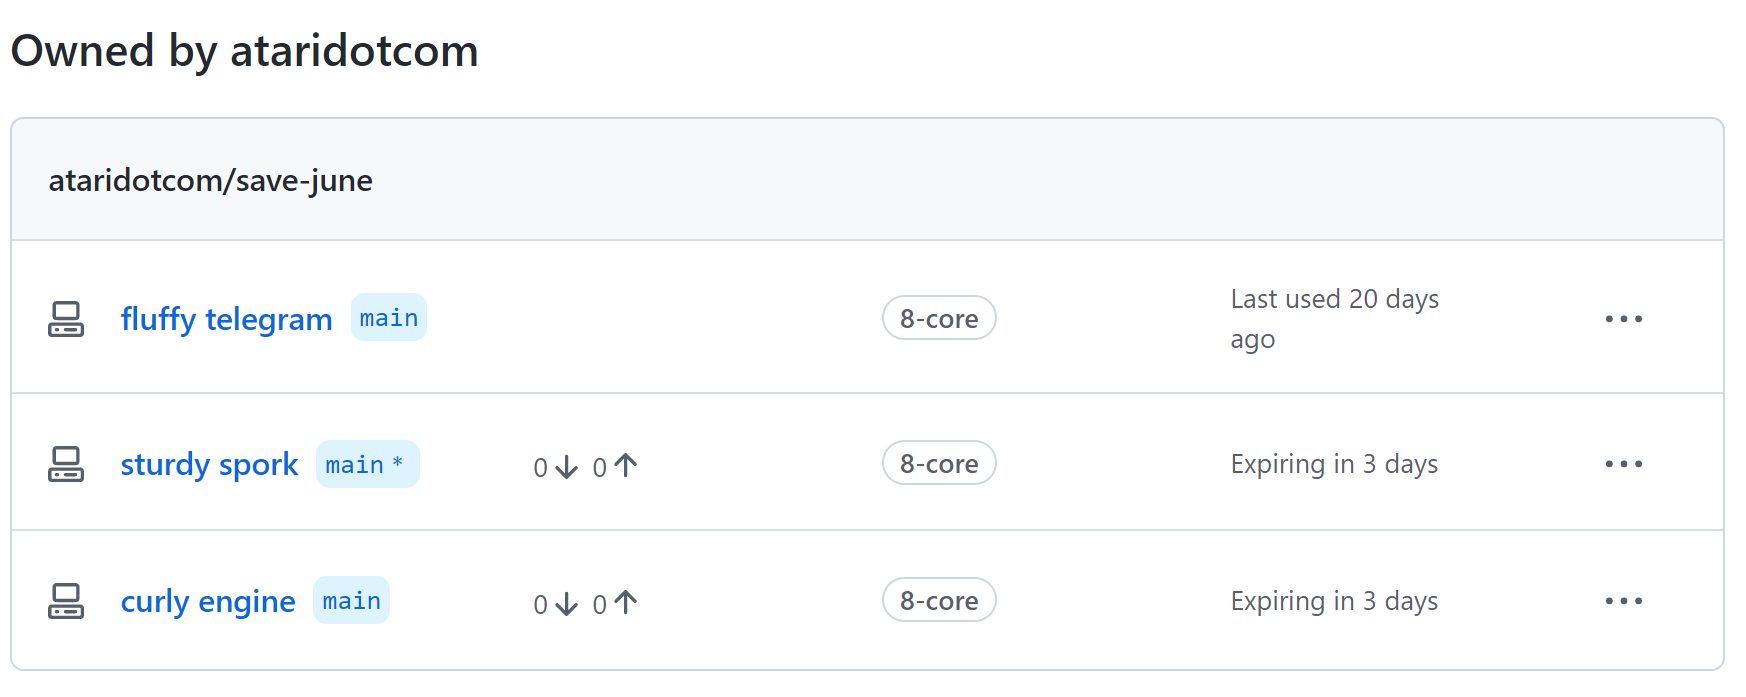 Owned by ataridotcom
ataridotcom/save-june
fluffy telegram main 8-core Last used 20 days
ago
sturdy spork main * 0 ↓ 0 ↑ 8-core Expiring in 3 days
curly engine main 0 ↓ 0 ↑ 8-core Expiring in 3 days